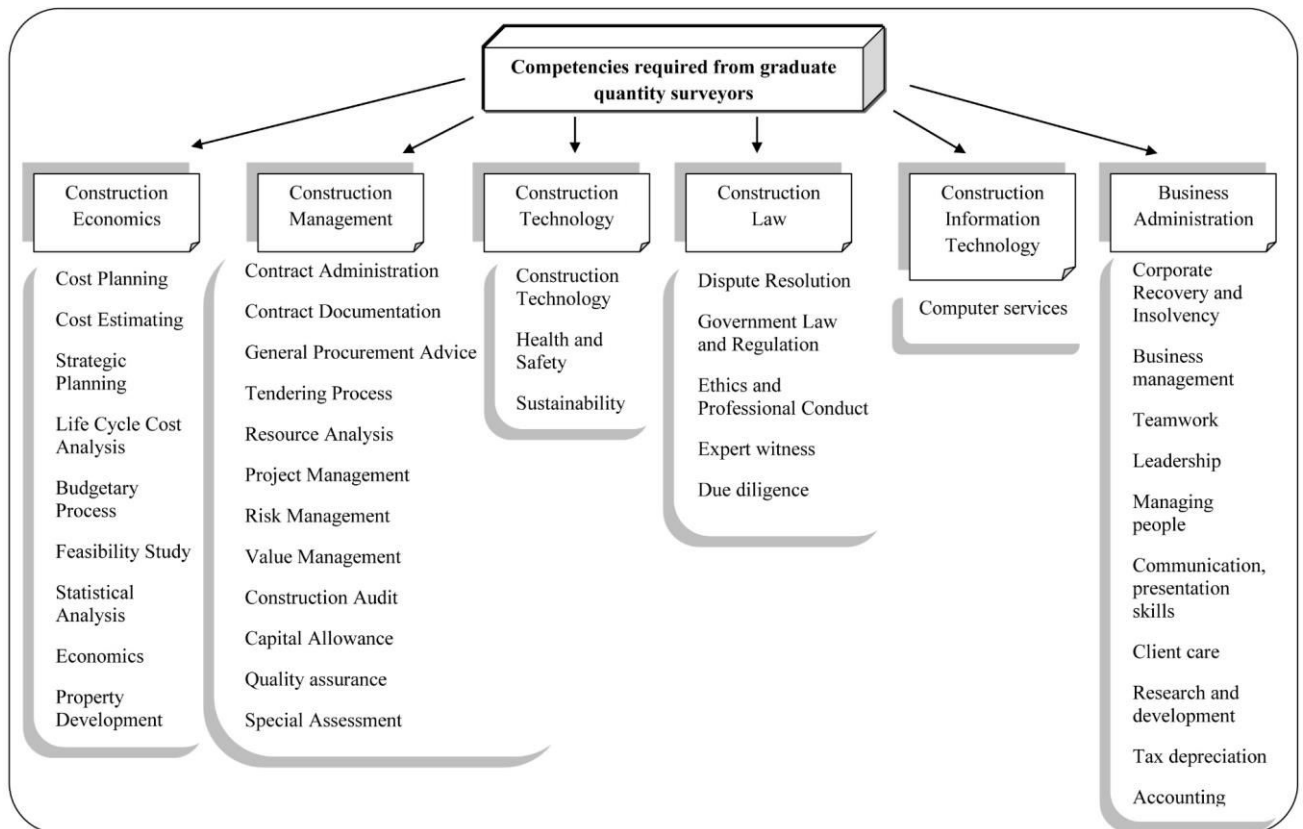 Competencies required from graduate
quantity surveyors
Construction
Economics
Cost Planning
Cost Estimating
Strategic
Planning
Life Cycle Cost
Analysis
Budgetary
Process
Feasibility Study
Statistical
Analysis
Economics
Property
Development
Construction
Management
Contract Administration
Contract Documentation
General Procurement Advice
Tendering Process
Resource Analysis
Project Management
Risk Management
Value Management
Construction Audit
Capital Allowance
Quality assurance
Special Assessment
Construction
Technology
Construction
Technology
Health and
Safety
Sustainability
Construction
Law
Dispute Resolution
Government Law
and Regulation
Ethics and
Professional Conduct
Expert witness
Due diligence
Construction
Information
Technology
Computer services
Business
Administration
Corporate
Recovery and
Insolvency
Business
management
Teamwork
Leadership
Managing
people
Communication,
presentation
skills
Client care
Research and
development
Tax depreciation
Accounting